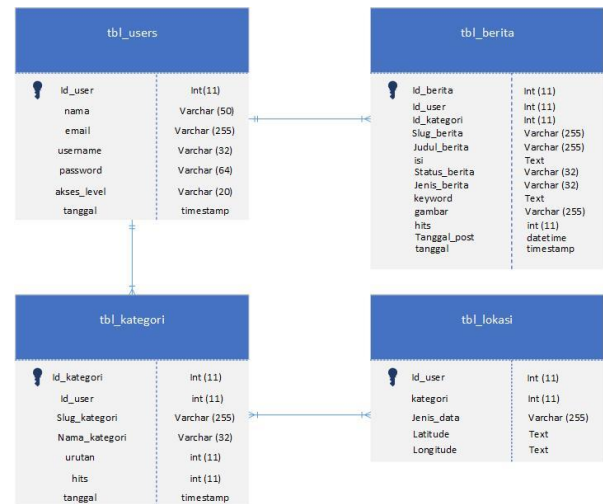 tbl_users
Id_user Int(11)
nama Varchar (50)
email Varchar (255)
username Varchar (32)
password Varchar (64)
akses_level Varchar (20)
tanggal timestamp
tbl_berita
Id_berita Int (11)
Id_user Int (11)
Id_kategori Int (11)
Slug_berita Varchar (255)
Judul_berita Varchar (255)
isi Text
Status_berita Varchar (32)
Jenis_berita Varchar (32)
keyword Text
gambar Varchar (255)
hits int (11)
Tanggal_post datetime
tanggal timestamp
tbl_kategori
Id_kategori Int (11)
Id_user int (11)
Slug_kategori Varchar (255)
Nama_kategori Varchar (32)
urutan int (11)
hits int (11)
tanggal timestamp
tbl_lokasi
Id_user Int (11)
kategori Int (11)
Jenis_data Varchar (255)
Latitude Text
Longitude Text